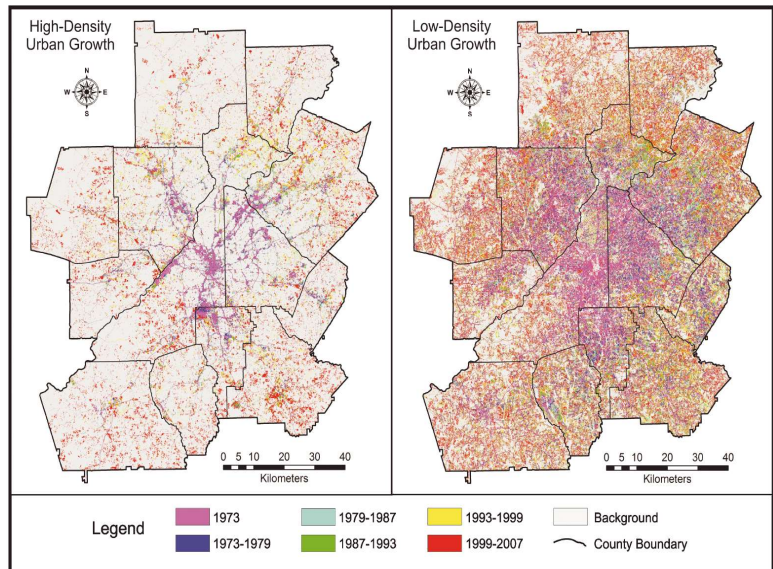 High-Density
Urban Growth
N
W E
S
0 5 10 20 30 40
Kilometers
Low-Density
Urban Growth
N
W E
S
0 5 10 20 30 40
Kilometers
Legend
1973
1979-1987
1993-1999
Background
1973-1979
1987-1993
1999-2007
County Boundary